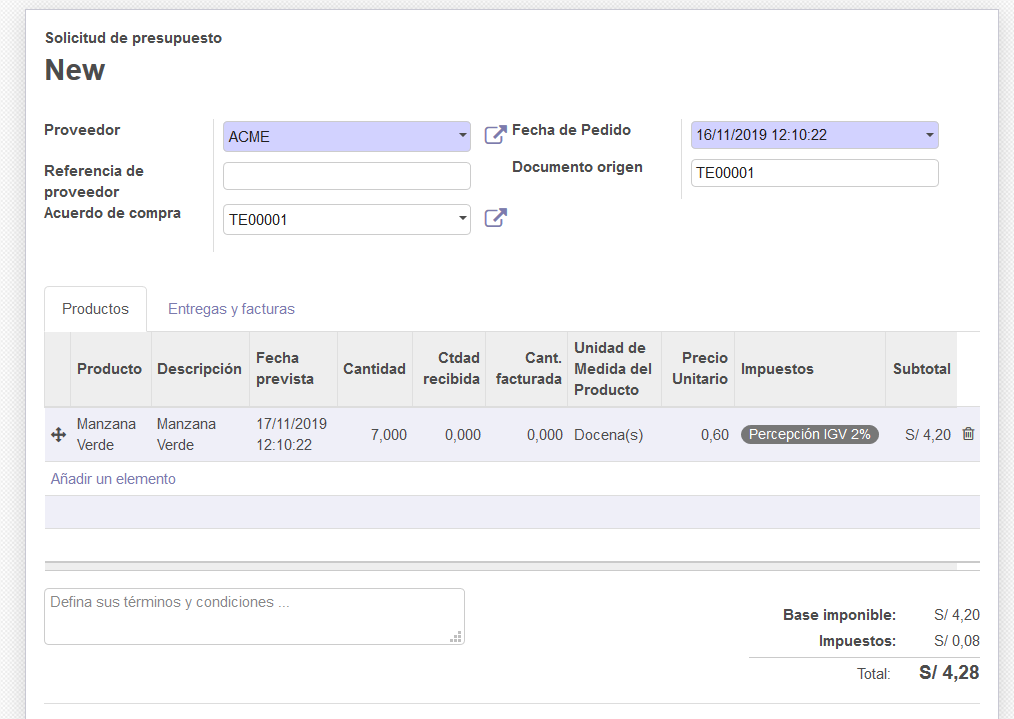 Solicitud de presupuesto
New
Proveedor
ACME
Fecha de Pedido
16/11/2019 12:10:22
Referencia de
proveedor
Documento origen
TE00001
Acuerdo de compra
TE00001
Productos
Entregas y facturas
Producto
Descripción
Fecha
prevista
Cantidad
Ctdad
recibida
Cant.
facturada
Unidad de
Medida del
Producto
Precio
Unitario
Impuestos
Subtotal
Manzana
Verde
Manzana
Verde
17/11/2019
12:10:22
7,000
0,000
0,000
Docena(s)
0,60
Percepción IGV 2%
S/ 4,20
Añadir un elemento
Defina sus términos y condiciones ...
Base imponible: S/ 4,20
Impuestos: S/ 0,08
Total: S/ 4,28